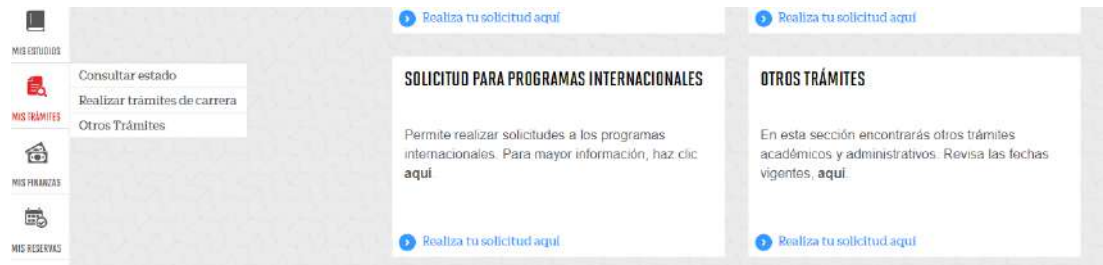 MIS ESTUDIOS
MIS TRÁMITES
Consultar estado
Realizar trámites de carrera
Otros Trámites
MIS FINANZAS
MIS RESERVAS
Realiza tu solicitud aquí
SOLICITUD PARA PROGRAMAS INTERNACIONALES
Permite realizar solicitudes a los programas
internacionales. Para mayor información, haz clic
aquí.
Realiza tu solicitud aquí
Realiza tu solicitud aquí
OTROS TRÁMITES
En esta sección encontrarás otros trámites
académicos y administrativos. Revisa las fechas
vigentes, aquí.
Realiza tu solicitud aquí